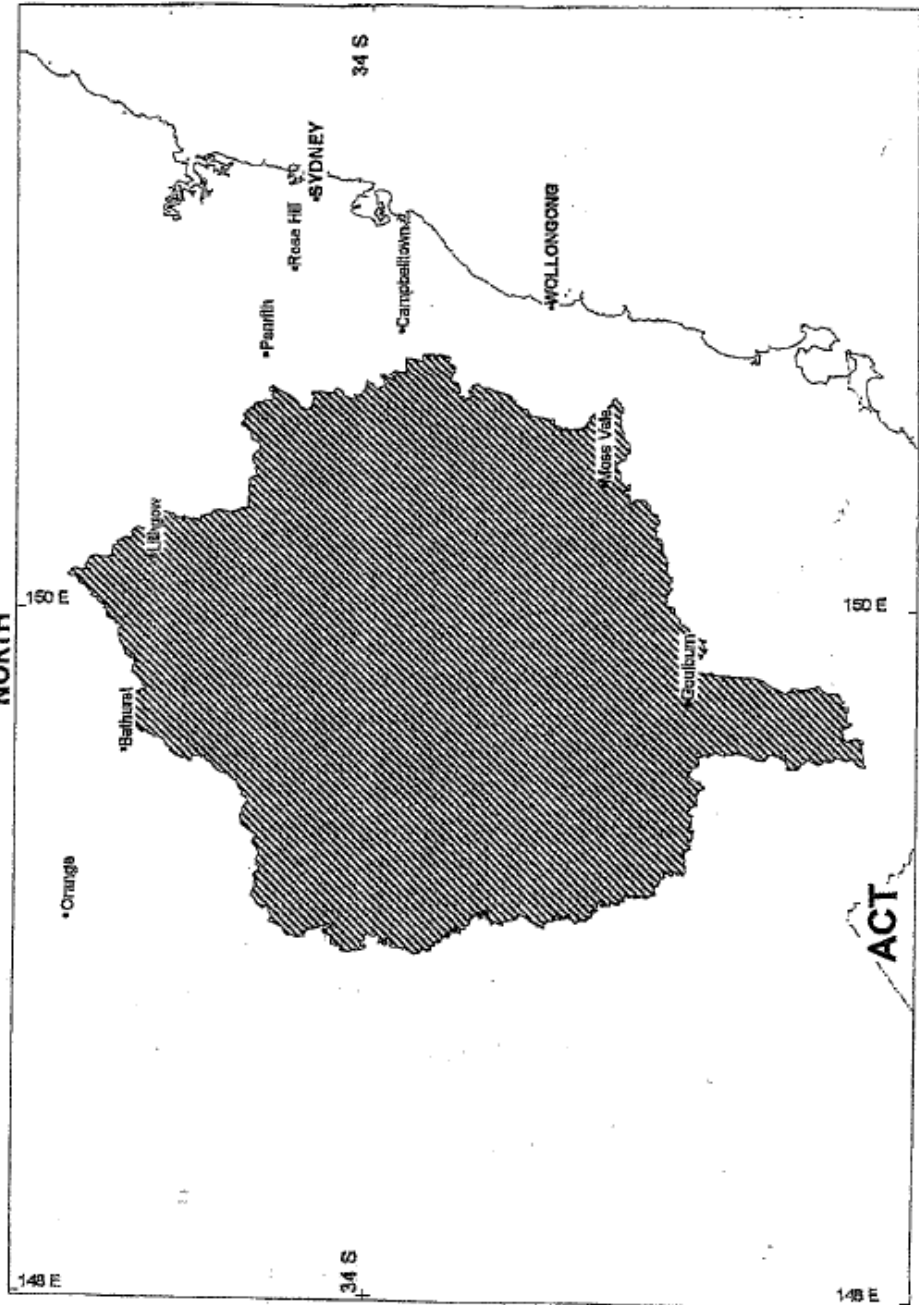 NORTH
148 E
150 E
34 S
Orange
Bathurst
Lithgow
Penrith
Rose Hill
SYDNEY
Campbelltown
WOLLONGONG
Moss Vale
Goulburn
ACT
34 S
148 E
150 E